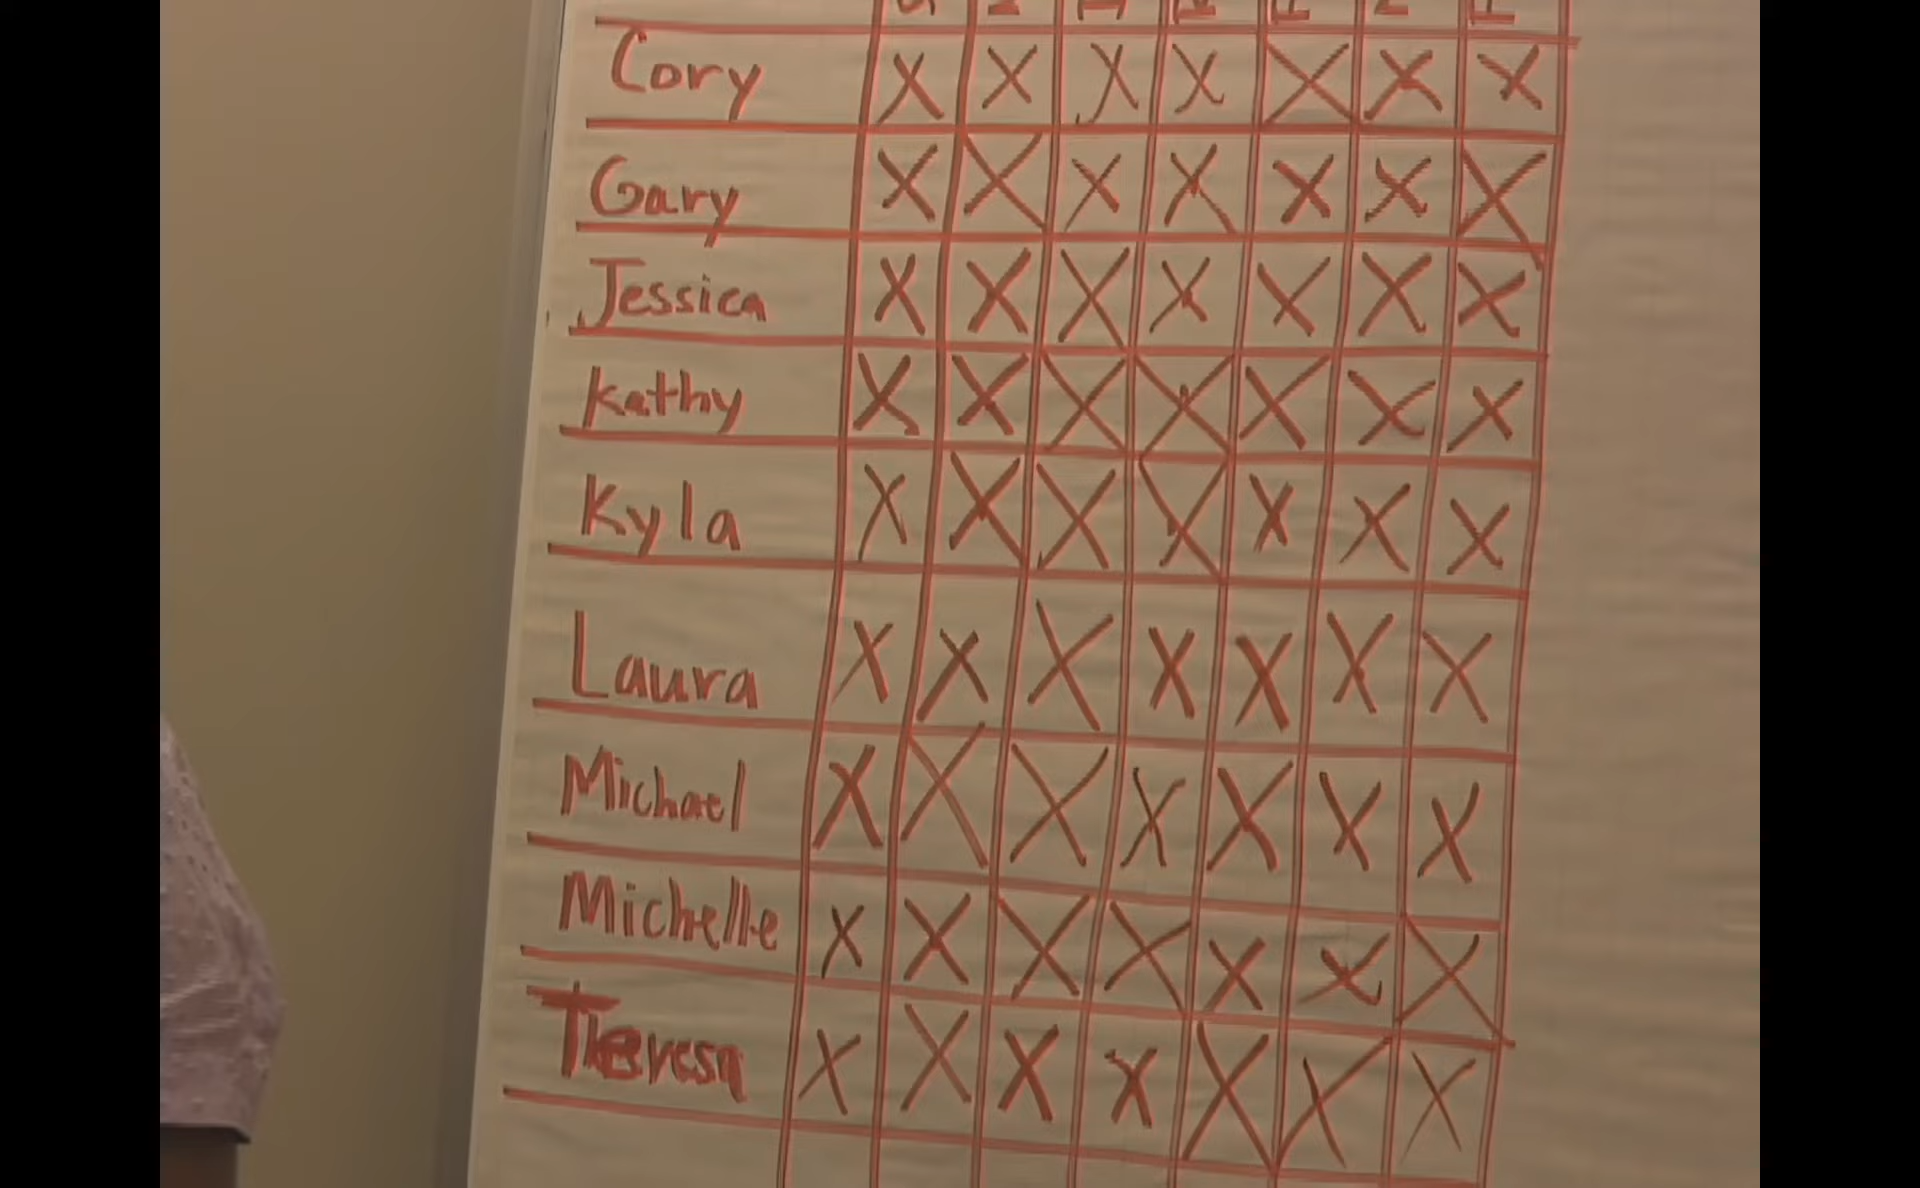 Cory X X X X X X X
Gary X X X X X X X
Jessica X X X X X X X
Kathy X X X X X X X
Kyla X X X X X X X
Laura X X X X X X X
Michael X X X X X X X
Michelle X X X X X X X
Theresa X X X X X X X